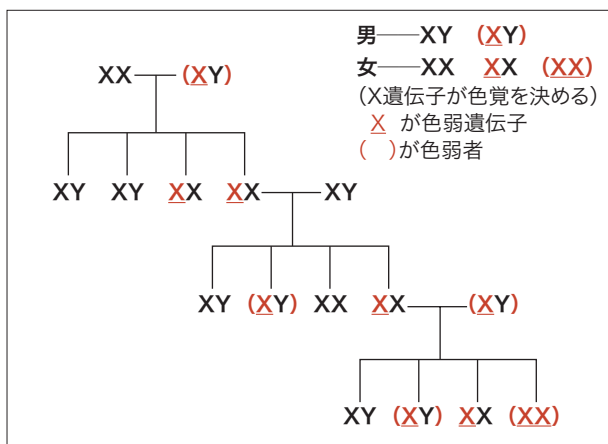 男——XY (XY)
女——XX XX (XX)
(X遺伝子が色覚を決める)
X が色弱遺伝子
( )が色弱者
XX (XY)
XY XY XX XX XY
XY (XY) XX XX (XY)
XY (XY) XX (XX)